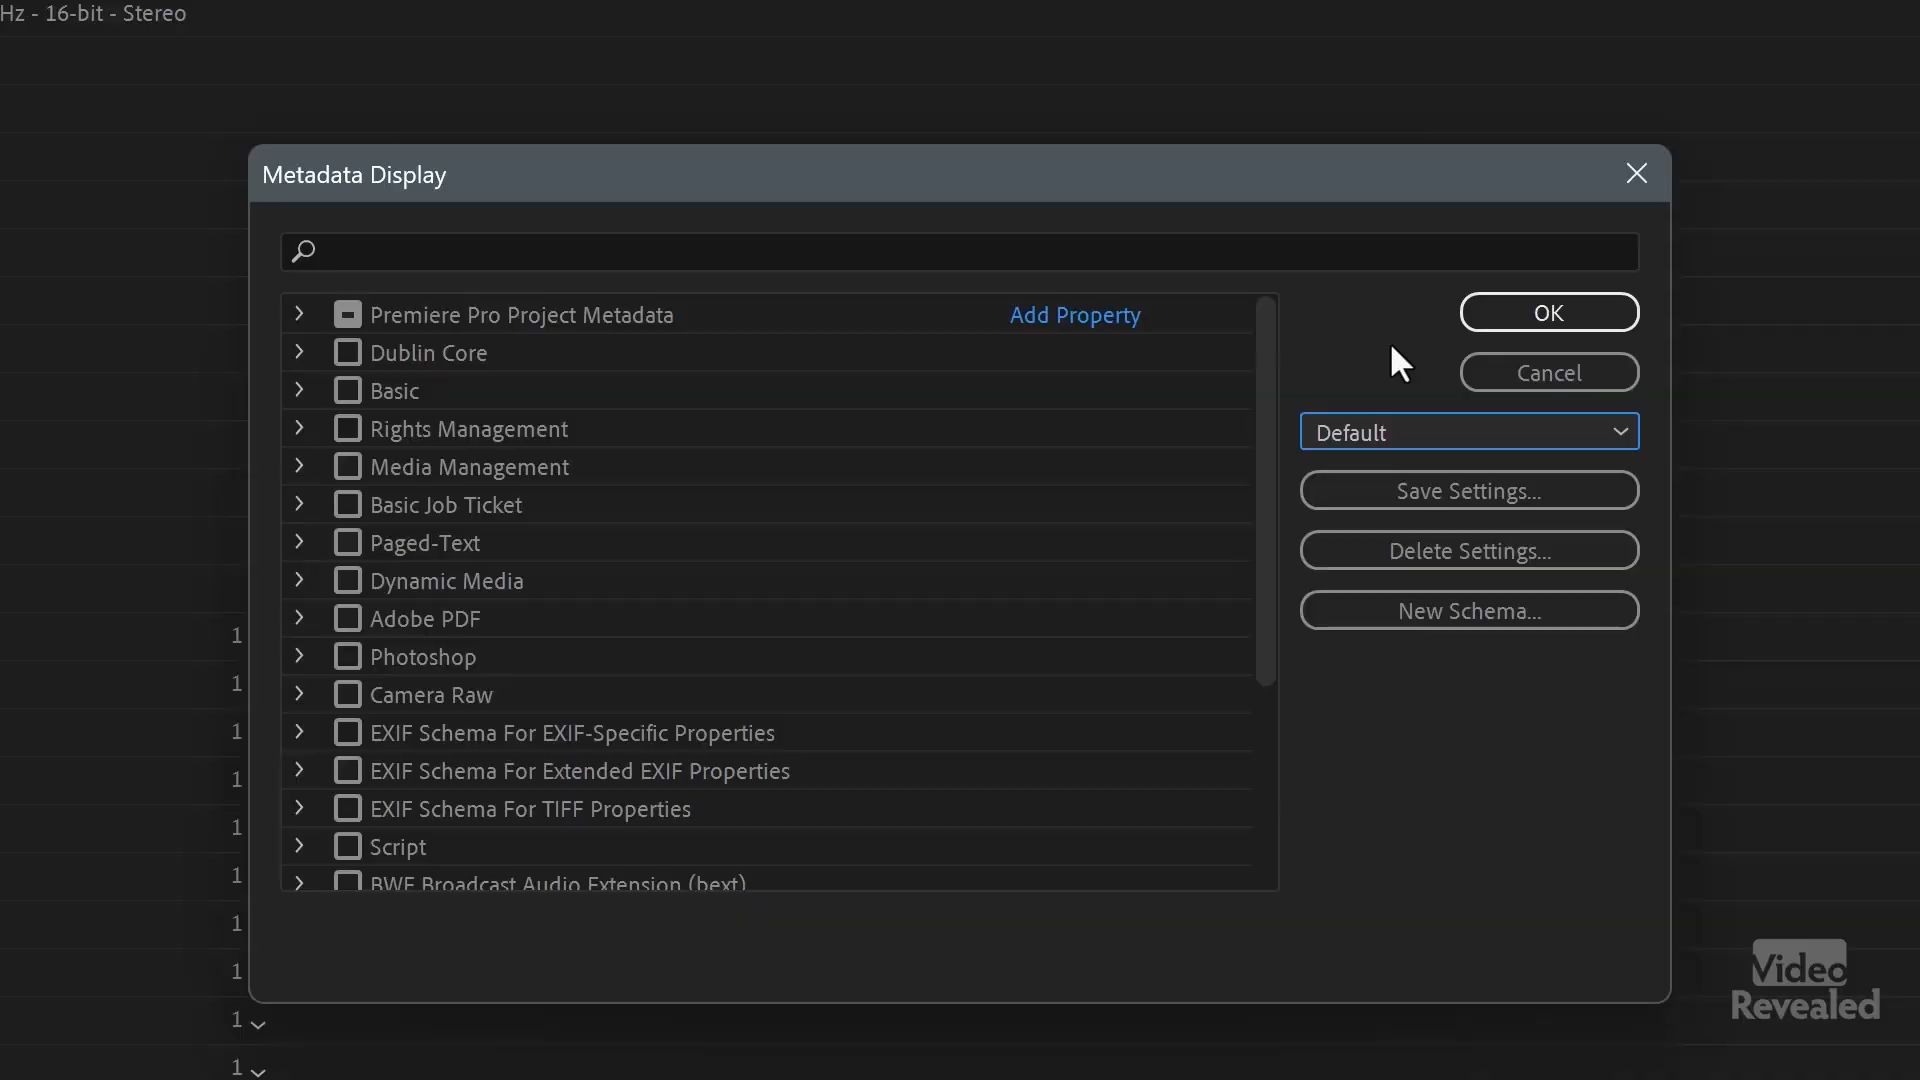 Hz - 16-bit - Stereo
Metadata Display
Premiere Pro Project Metadata
Add Property
Dublin Core
Basic
Rights Management
Media Management
Basic Job Ticket
Paged-Text
Dynamic Media
Adobe PDF
Photoshop
Camera Raw
EXIF Schema For EXIF-Specific Properties
EXIF Schema For Extended EXIF Properties
EXIF Schema For TIFF Properties
Script
BWF Broadcast Audio Extension (bext)
OK
Cancel
Default
Save Settings...
Delete Settings...
New Schema...
1
1
1
1
1
1
1
1
1
1
Video
Revealed